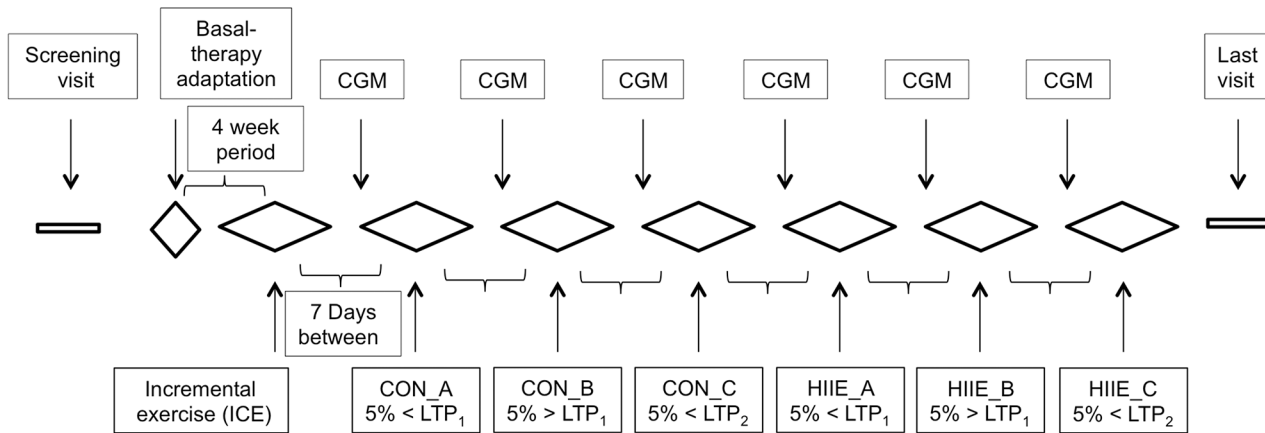 Screening
visit
Basal-
therapy
adaptation
4 week
period
CGM
CGM
CGM
CGM
CGM
CGM
Last
visit
7 Days
between
Incremental
exercise (ICE)
CON_A
5% < LTP₁
CON_B
5% > LTP₁
CON_C
5% < LTP₂
HIIE_A
5% < LTP₁
HIIE_B
5% > LTP₁
HIIE_C
5% < LTP₂